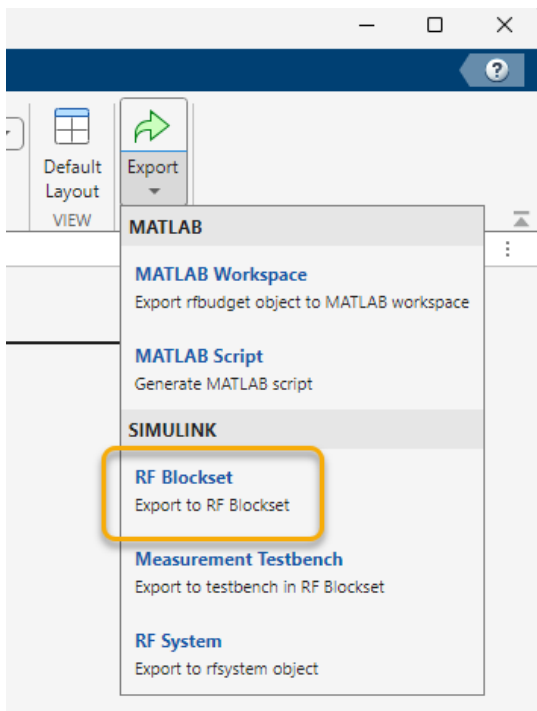 ?
Default
Layout
VIEW
Export
MATLAB
MATLAB Workspace
Export rfbudget object to MATLAB workspace
MATLAB Script
Generate MATLAB script
SIMULINK
RF Blockset
Export to RF Blockset
Measurement Testbench
Export to testbench in RF Blockset
RF System
Export to rfsystem object